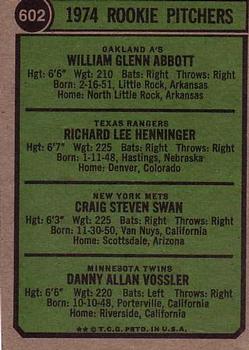 602 1974 ROOKIE PITCHERS
OAKLAND A'S
WILLIAM GLENN ABBOTT
Hgt: 6'6" Wgt: 210 Bats: Right Throws: Right
Born: 2-16-51, Little Rock, Arkansas
Home: North Little Rock, Arkansas
TEXAS RANGERS
RICHARD LEE HENNINGER
Hgt: 6'7" Wgt: 225 Bats: Right Throws: Right
Born: 1-11-48, Hastings, Nebraska
Home: Denver, Colorado
NEW YORK METS
CRAIG STEVEN SWAN
Hgt: 6'3" Wgt: 225 Bats: Right Throws: Right
Born: 11-30-50, Van Nuys, California
Home: Scottsdale, Arizona
MINNESOTA TWINS
DANNY ALLAN VOSSLER
Hgt: 6'6" Wgt: 220 Bats: Left Throws: Right
Born: 10-10-48, Porterville, California
Home: Riverside, California
★★ © T.C.G. PRTD. IN U.S.A.